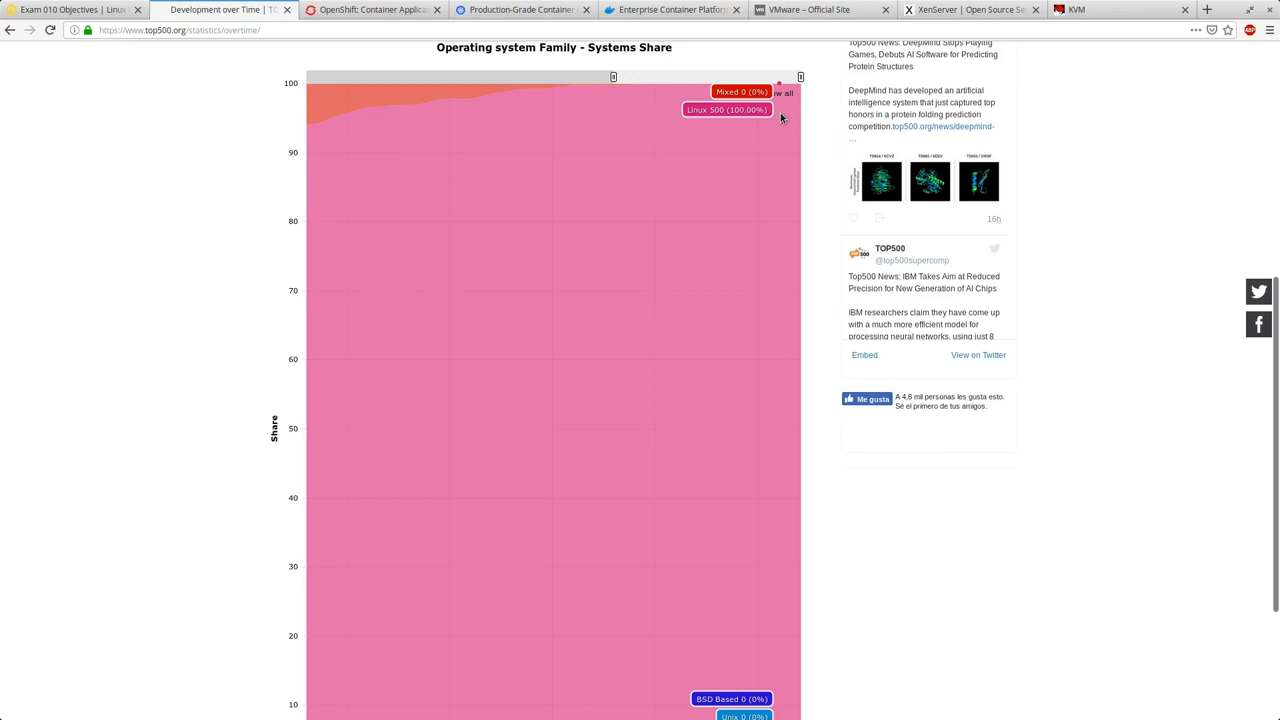 Exam 010 Objectives | Linux
Development over Time | TO
OpenShift: Container Applica
Production-Grade Container
Enterprise Container Platform
VMware – Official Site
XenServer | Open Source Se
KVM
https://www.top500.org/statistics/overtime/
Operating system Family - Systems Share
100
90
80
70
60
50
40
30
20
10
Share
Mixed 0 (0%)
ow all
Linux 500 (100.00%)
BSD Based 0 (0%)
Unix 0 (0%)
Top500 News: DeepMind Stops Playing
Games, Debuts AI Software for Predicting
Protein Structures
DeepMind has developed an artificial
intelligence system that just captured top
honors in a protein folding prediction
competition.top500.org/news/deepmind-
…
16h
TOP500
@top500supercomp
Top500 News: IBM Takes Aim at Reduced
Precision for New Generation of AI Chips
IBM researchers claim they have come up
with a much more efficient model for
processing neural networks, using just 8
Embed
View on Twitter
Me gusta
A 4,8 mil personas les gusta esto.
Sé el primero de tus amigos.